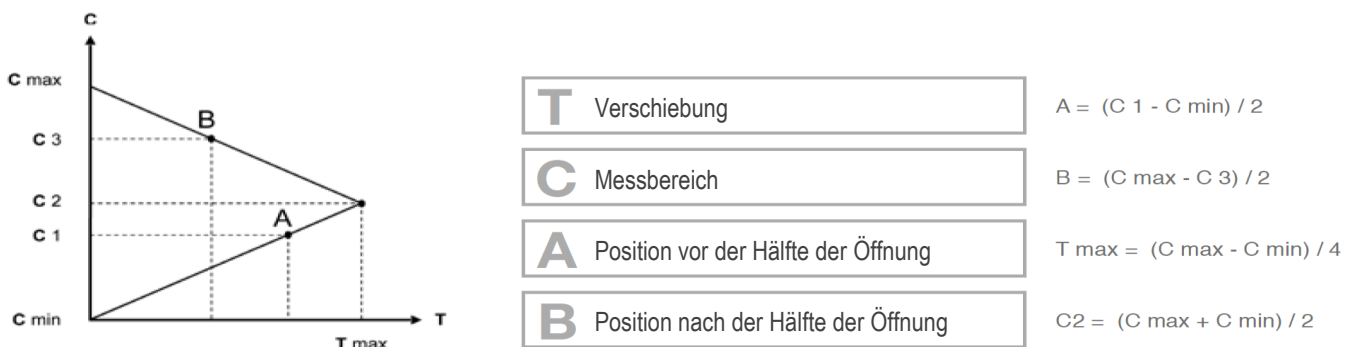 C
C max
B
C 3
C 2
A
C 1
C min
T
T max
T Verschiebung
A = (C 1 - C min) / 2
C Messbereich
B = (C max - C 3) / 2
A Position vor der Hälfte der Öffnung
T max = (C max - C min) / 4
B Position nach der Hälfte der Öffnung
C2 = (C max + C min) / 2